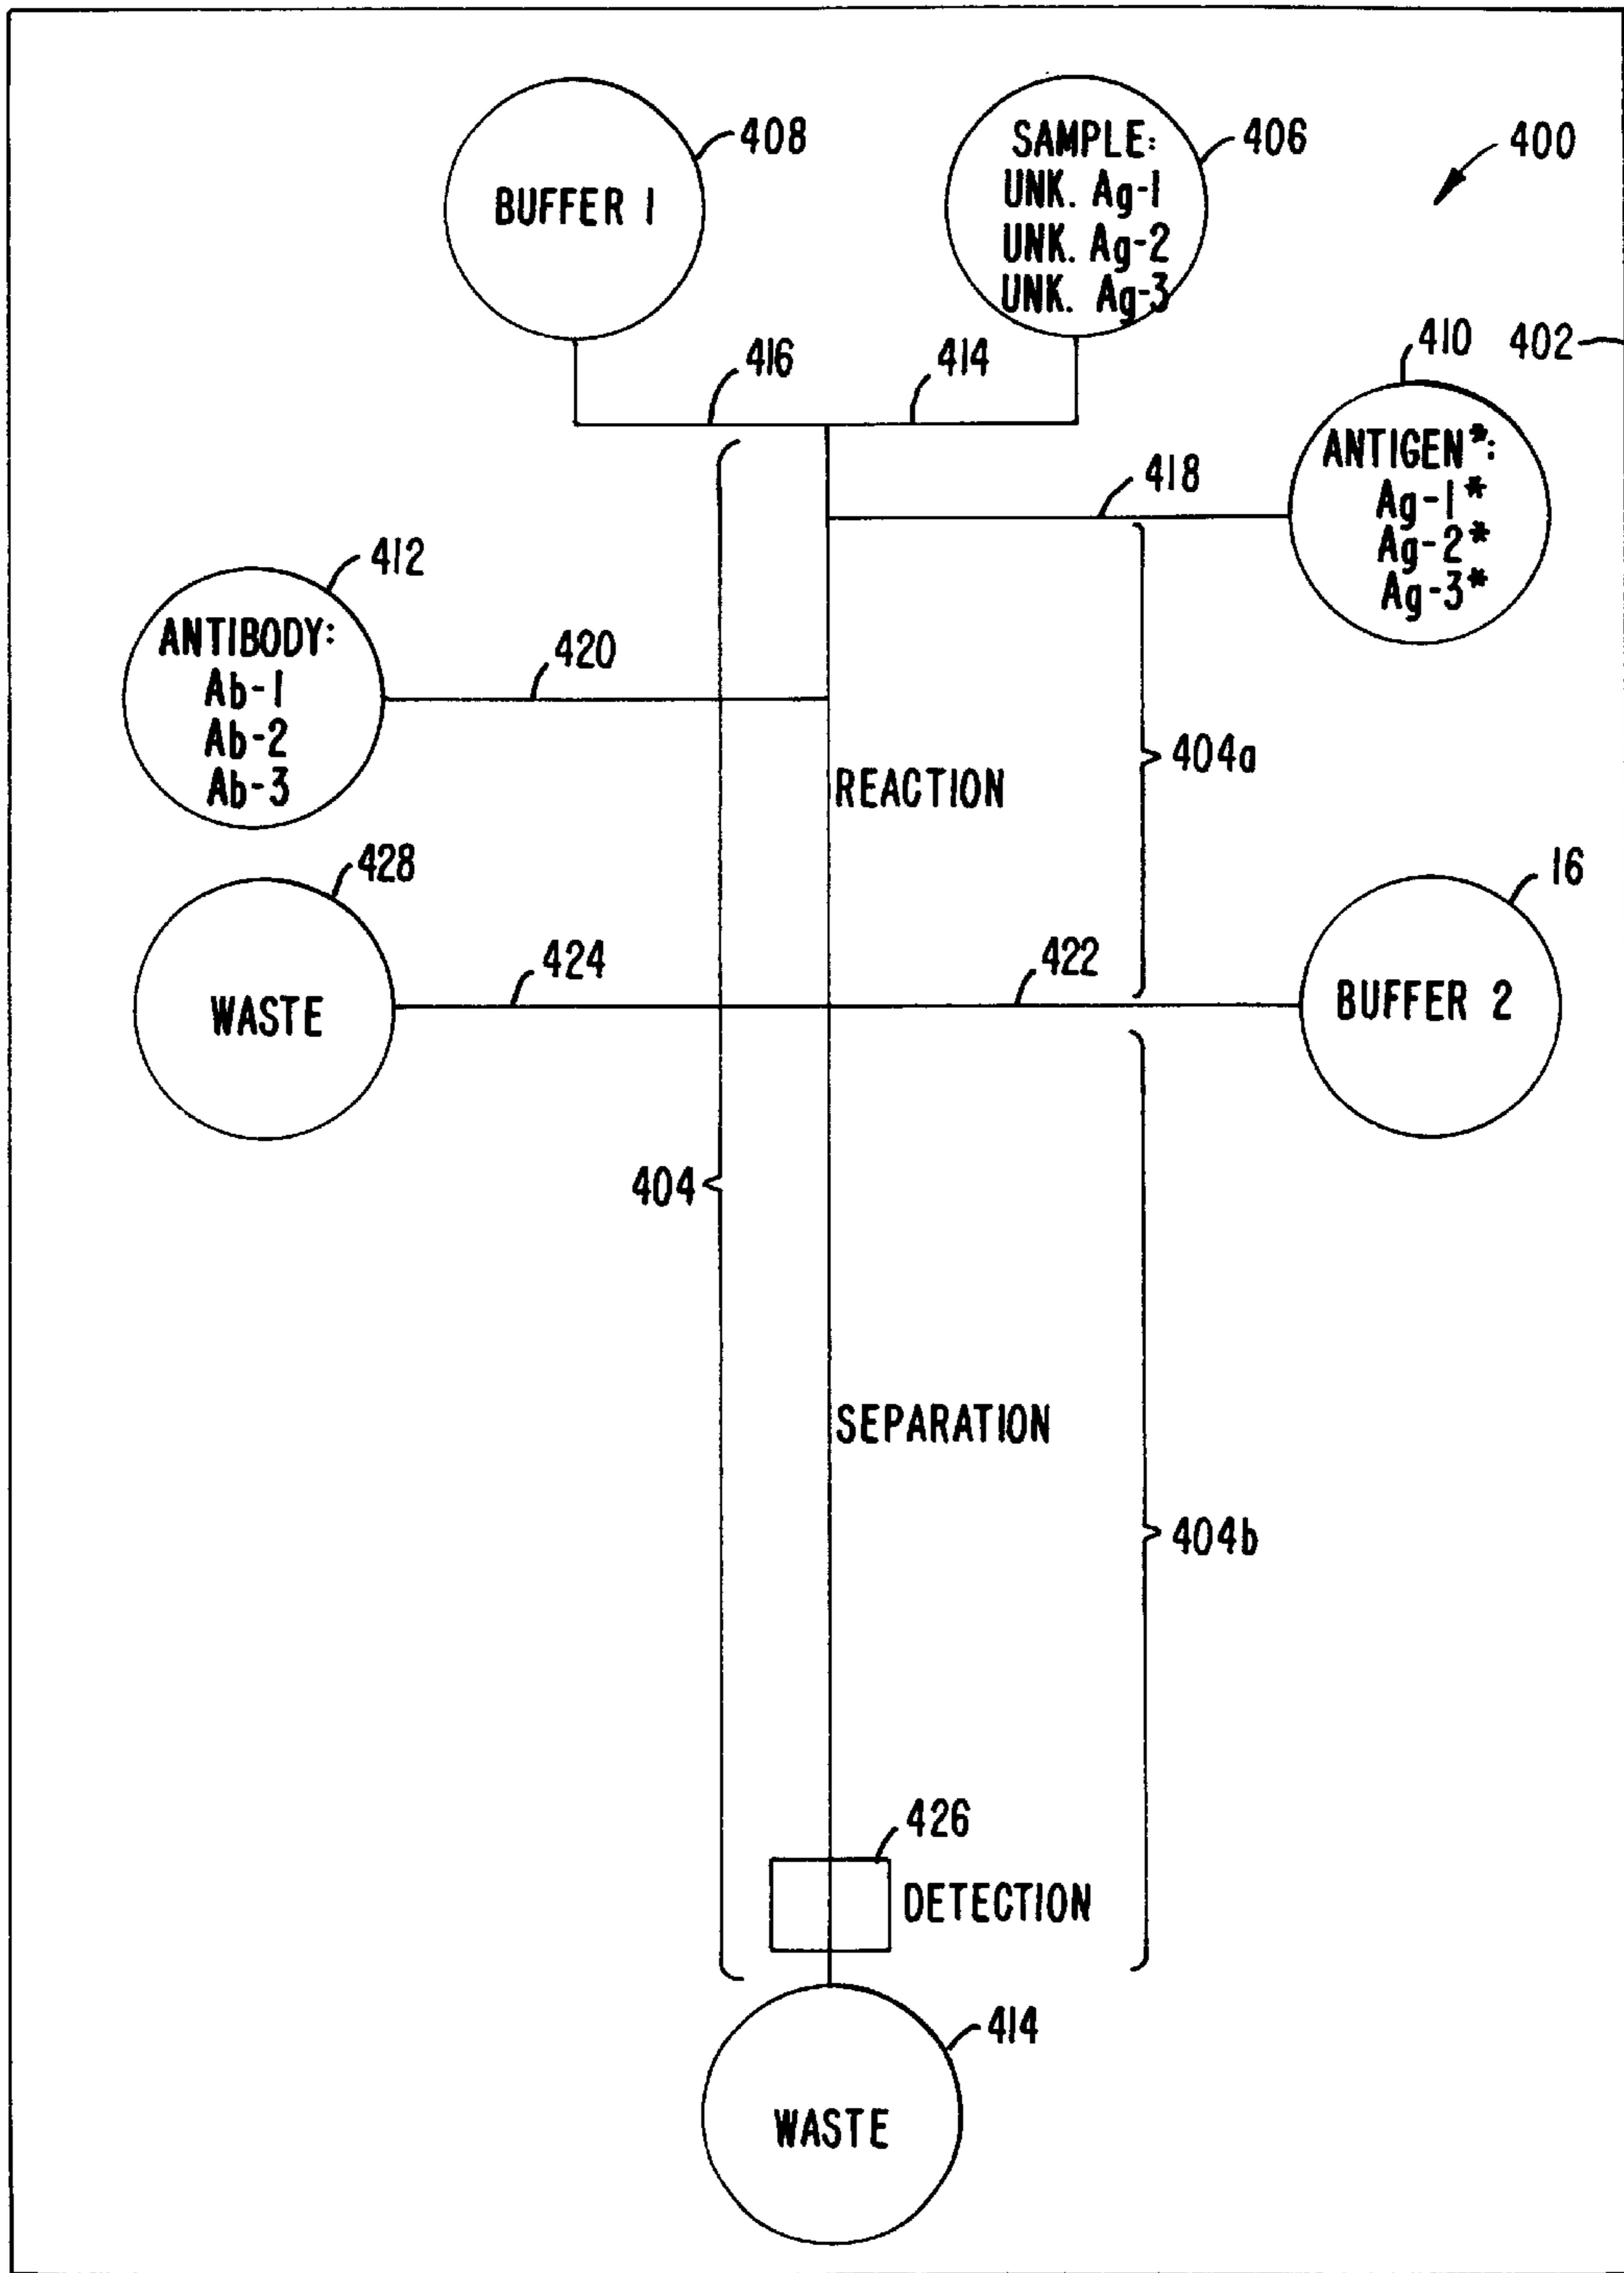 408
406
400
BUFFER 1
SAMPLE:
UNK. Ag-1
UNK. Ag-2
UNK. Ag-3
416
414
410
402
418
ANTIGEN*:
Ag-1*
Ag-2*
Ag-3*
412
ANTIBODY:
Ab-1
Ab-2
Ab-3
420
404a
REACTION
428
16
424
422
WASTE
BUFFER 2
404
SEPARATION
404b
426
DETECTION
414
WASTE